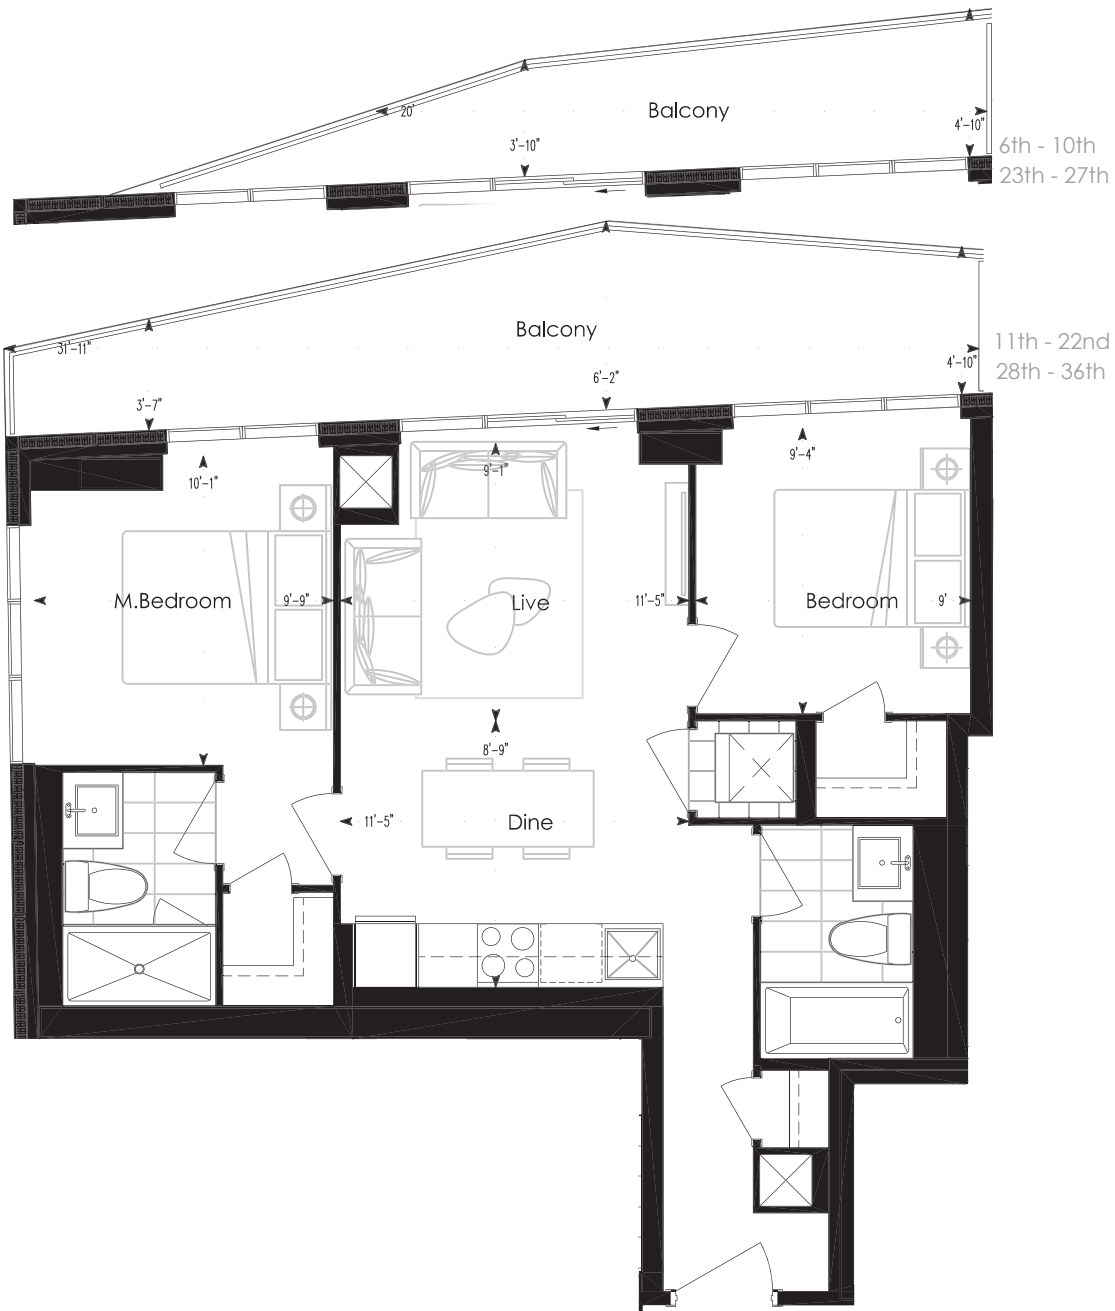 20'
Balcony
3'-10"
4'-10"
6th - 10th
23th - 27th
Balcony
31'-11"
11th - 22nd
28th - 36th
4'-10"
6'-2"
3'-7"
9'-4"
9'-1"
10'-1"
M.Bedroom
9'-9"
Live
11'-5"
Bedroom
9'
8'-9"
11'-5"
Dine